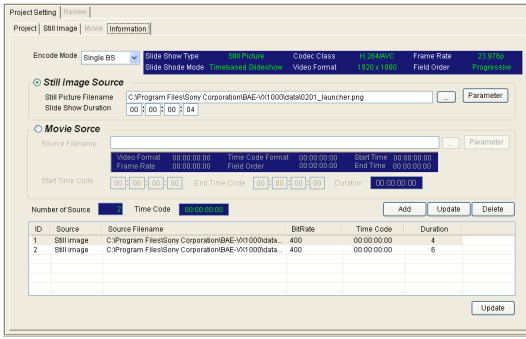 Project Setting Review
Project Still Image Movie Information
Encode Mode Single BS Slide Show Type Still Picture Codec Class H.264/AVC Frame Rate 23.976p
Slide Shode Mode Timebased Slideshow Video Format 1920 x 1080 Field Order Progressive
Still Image Source
Still Picture Filename C:\Program Files\Sony Corporation\BAE-VX1000\data\0201_launcher.png ... Parameter
Slide Show Duration 00 : 00 : 00 : 04
Movie Sorce
Source Filename ... Parameter
Video Format 00:00:00:00 Time Code Format 00:00:00:00 Start Time 00:00:00:00
Frame Rate 00:00:00:00 Field Order 00:00:00:00 End Time 00:00:00:00
Start Time Code 00 : 00 : 00 : 00 End Time Code 00 : 00 : 00 : 00 Duration 00:00:00:00
Number of Source 2 Time Code 00:00:00:00 Add Update Delete
ID Source Source Filename BitRate Time Code Duration
1 Still image C:\Program Files\Sony Corporation\BAE-VX1000\data... 400 00:00:00:00 4
2 Still image C:\Program Files\Sony Corporation\BAE-VX1000\data... 400 00:00:00:00 6
Update